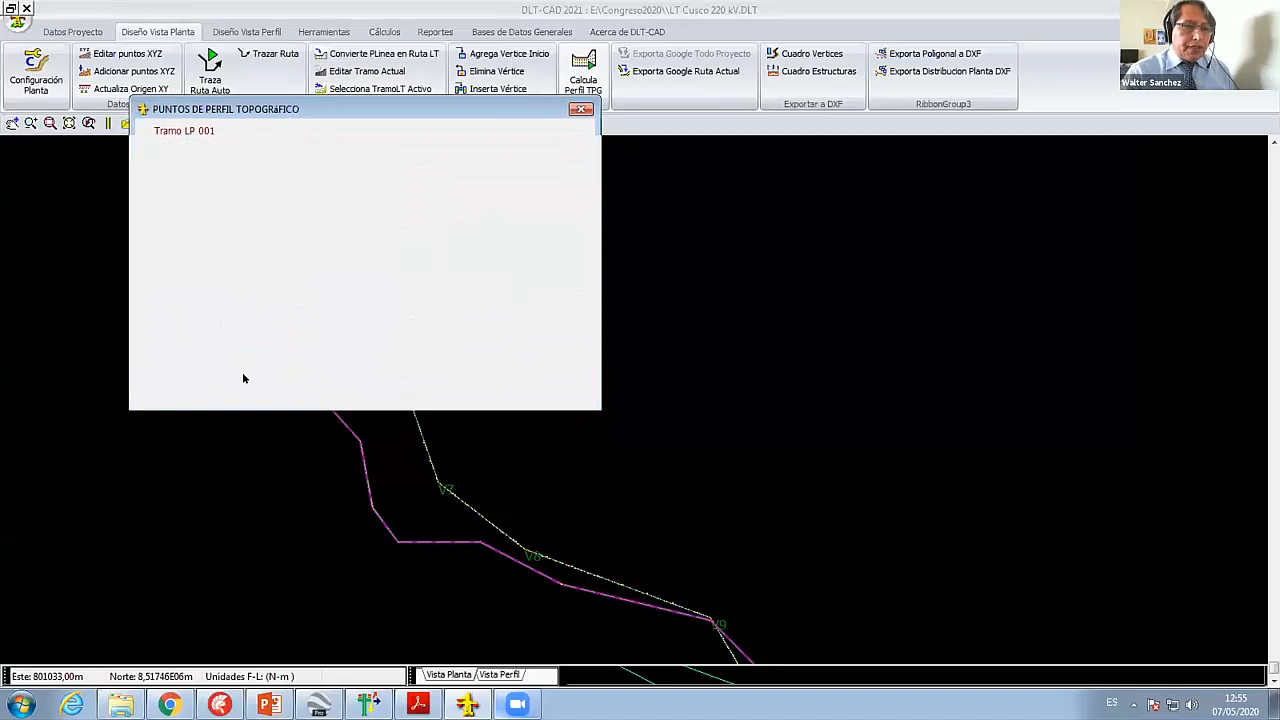 DLT-CAD 2021 : E:\Congreso2020\\LT Cusco 220 kV.DLT
Datos Proyecto Diseño Vista Planta Diseño Vista Perfil Herramientas Cálculos Reportes Bases de Datos Generales Acerca de DLT-CAD
Configuración Planta
Editar puntos XYZ
Adicionar puntos XYZ
Actualiza Origen XY
Datos
Traza Ruta Auto
Trazar Ruta
Convierte PLinea en Ruta LT
Editar Tramo Actual
Selecciona TramoLT Activo
Agrega Vertice Inicio
Elimina Vértice
Inserta Vértice
Calcula Perfil TPG
Exporta Google Todo Proyecto
Exporta Google Ruta Actual
Cuadro Vertices
Cuadro Estructuras
Exportar a DXF
Exporta Poligonal a DXF
Exporta Distribucion Planta DXF
RibbonGroup3
Walter Sanchez
PUNTOS DE PERFIL TOPOGRáFICO
Tramo LP 001
V7
V8
V9
Este: 801033,00m Norte: 8,51746E06m Unidades F-L: (N-m ) Vista Planta Vista Perfil
Pro
ES
12:55
07/05/2020